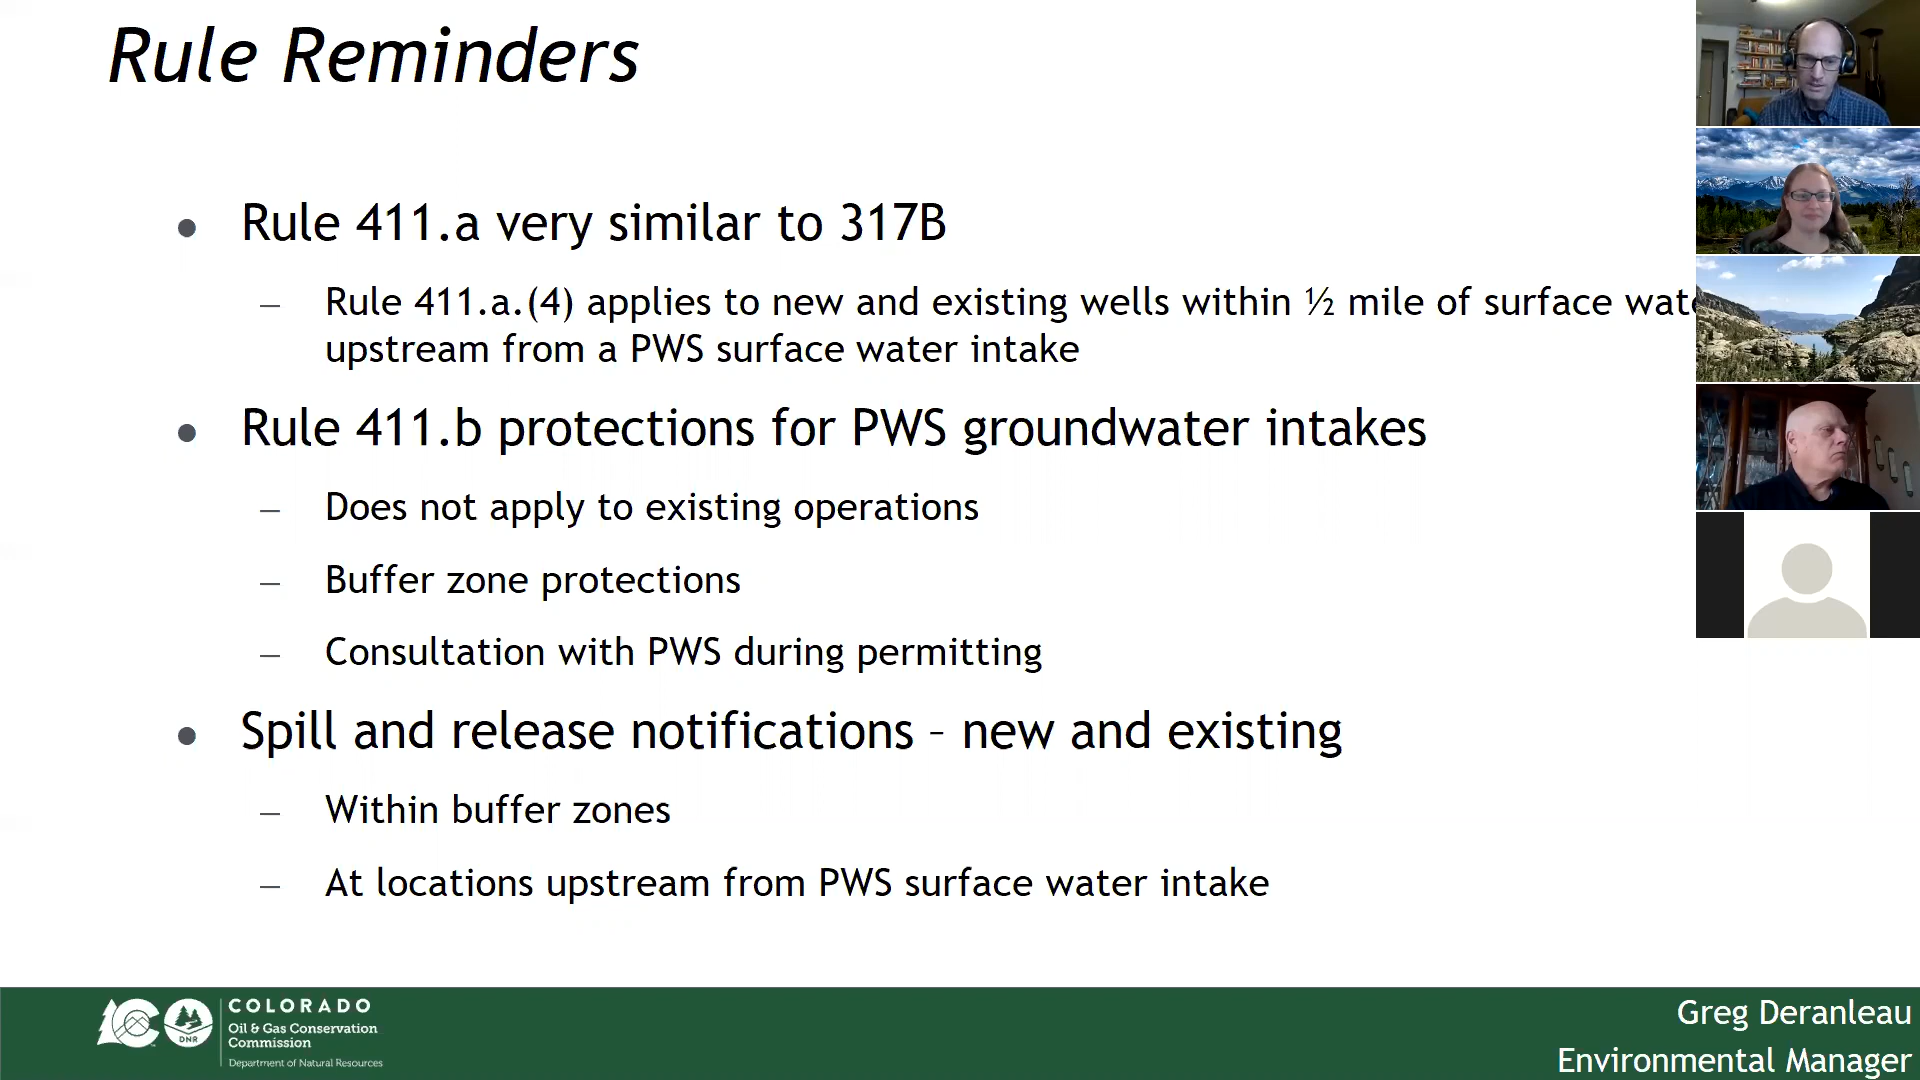 Rule Reminders
● Rule 411.a very similar to 317B
– Rule 411.a.(4) applies to new and existing wells within ½ mile of surface
upstream from a PWS surface water intake
● Rule 411.b protections for PWS groundwater intakes
– Does not apply to existing operations
– Buffer zone protections
– Consultation with PWS during permitting
● Spill and release notifications – new and existing
– Within buffer zones
– At locations upstream from PWS surface water intake
COLORADO
Oil & Gas Conservation
Commission
Department of Natural Resources
DNR
Greg Deranleau
Environmental Manager